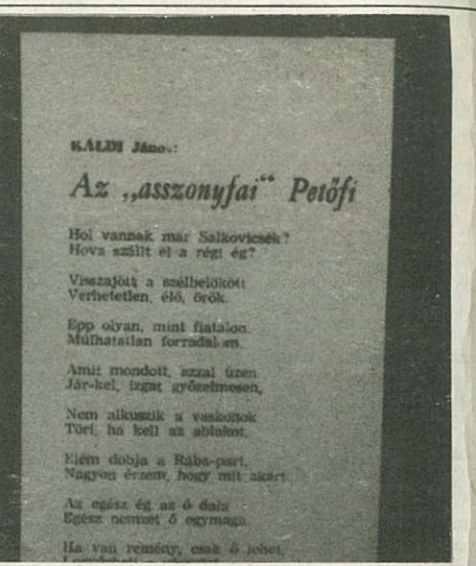 KÁLDI János:
Az „asszonyfai“ Petőfi
Hol vannak már Salkovicsék?
Hova szállt el a régi ég?
Visszajött a szélbelökött
Verhetetlen, élő, örök.
Épp olyan, mint fiatalon
Múlhatatlan forradalom.
Amit mondott, azzal üzen
Jár-kel, izgat győzelmesen,
Nem alkuszik a
Töri, ha kell az ablakot.
Elém dobja a Rába-part,
Nagyon érzem, hogy mit akart
Az egész ég az ő dala
Egész nemzet ő egymaga
Ha van remény, csak ő lehet,